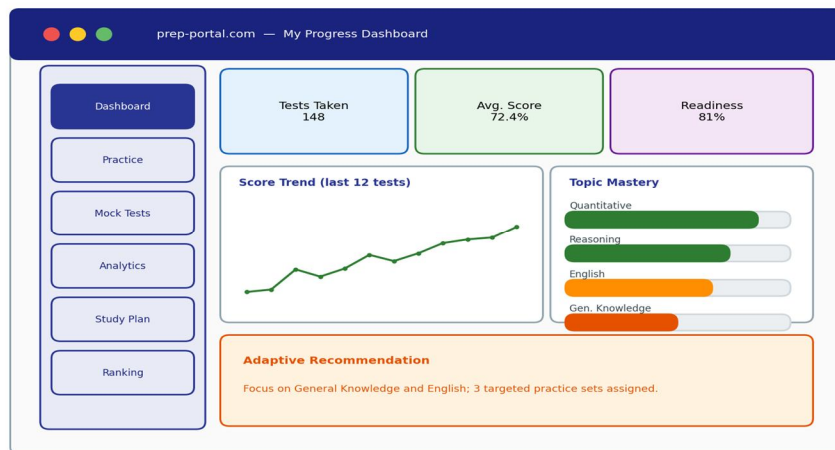 prep-portal.com — My Progress Dashboard
Dashboard
Practice
Mock Tests
Analytics
Study Plan
Ranking
Tests Taken
148
Avg. Score
72.4%
Readiness
81%
Score Trend (last 12 tests)
Topic Mastery
Quantitative
Reasoning
English
Gen. Knowledge
Adaptive Recommendation
Focus on General Knowledge and English; 3 targeted practice sets assigned.